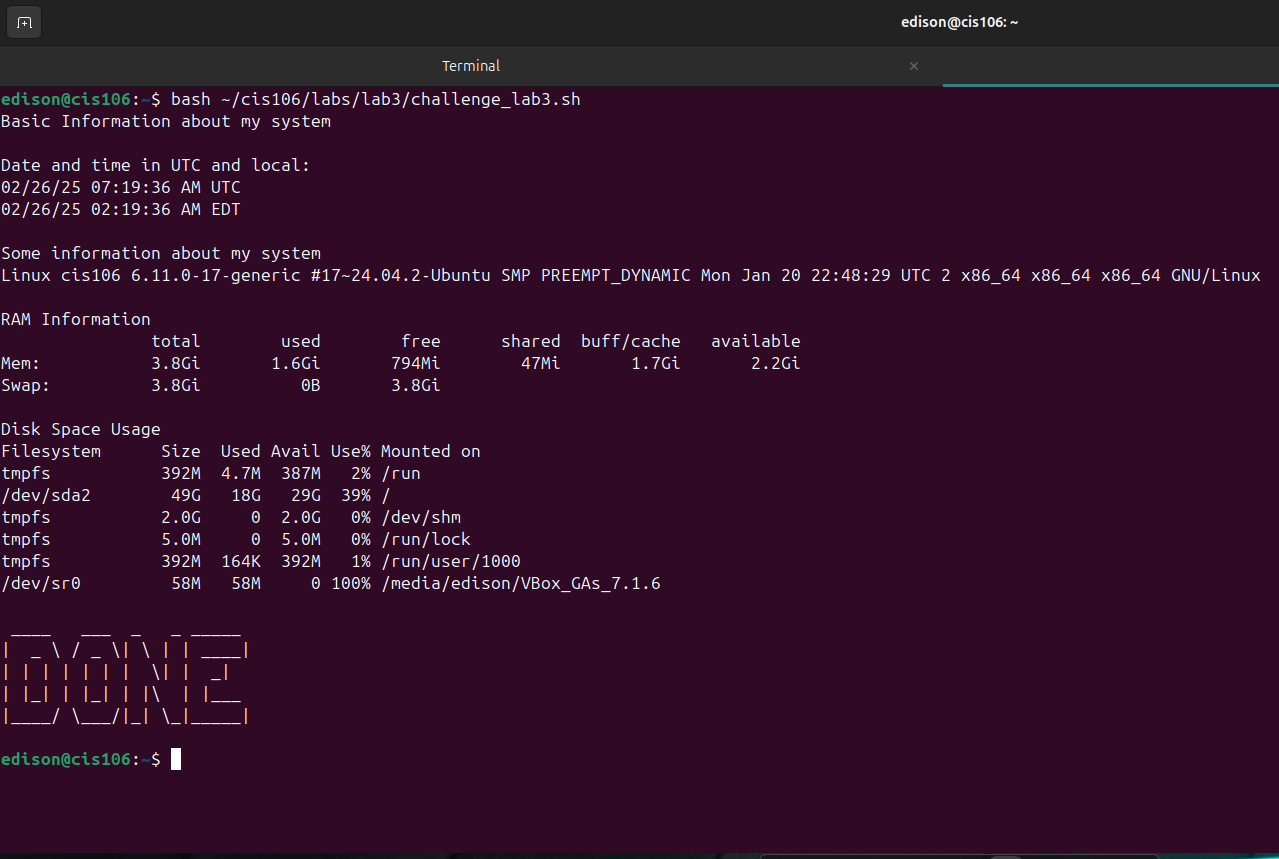 edison@cis106: ~
Terminal ×
edison@cis106:~$ bash ~/cis106/labs/lab3/challenge_lab3.sh
Basic Information about my system
Date and time in UTC and local:
02/26/25 07:19:36 AM UTC
02/26/25 02:19:36 AM EDT
Some information about my system
Linux cis106 6.11.0-17-generic #17~24.04.2-Ubuntu SMP PREEMPT_DYNAMIC Mon Jan 20 22:48:29 UTC 2 x86_64 x86_64 x86_64 GNU/Linux
RAM Information
               total        used        free      shared  buff/cache   available
Mem:           3.8Gi       1.6Gi       794Mi        47Mi       1.7Gi       2.2Gi
Swap:          3.8Gi          0B       3.8Gi
Disk Space Usage
Filesystem      Size  Used Avail Use% Mounted on
tmpfs           392M  4.7M  387M   2% /run
/dev/sda2        49G   18G   29G  39% /
tmpfs           2.0G     0  2.0G   0% /dev/shm
tmpfs           5.0M     0  5.0M   0% /run/lock
tmpfs           392M  164K  392M   1% /run/user/1000
/dev/sr0         58M   58M     0 100% /media/edison/VBox_GAs_7.1.6
DONE
edison@cis106:~$